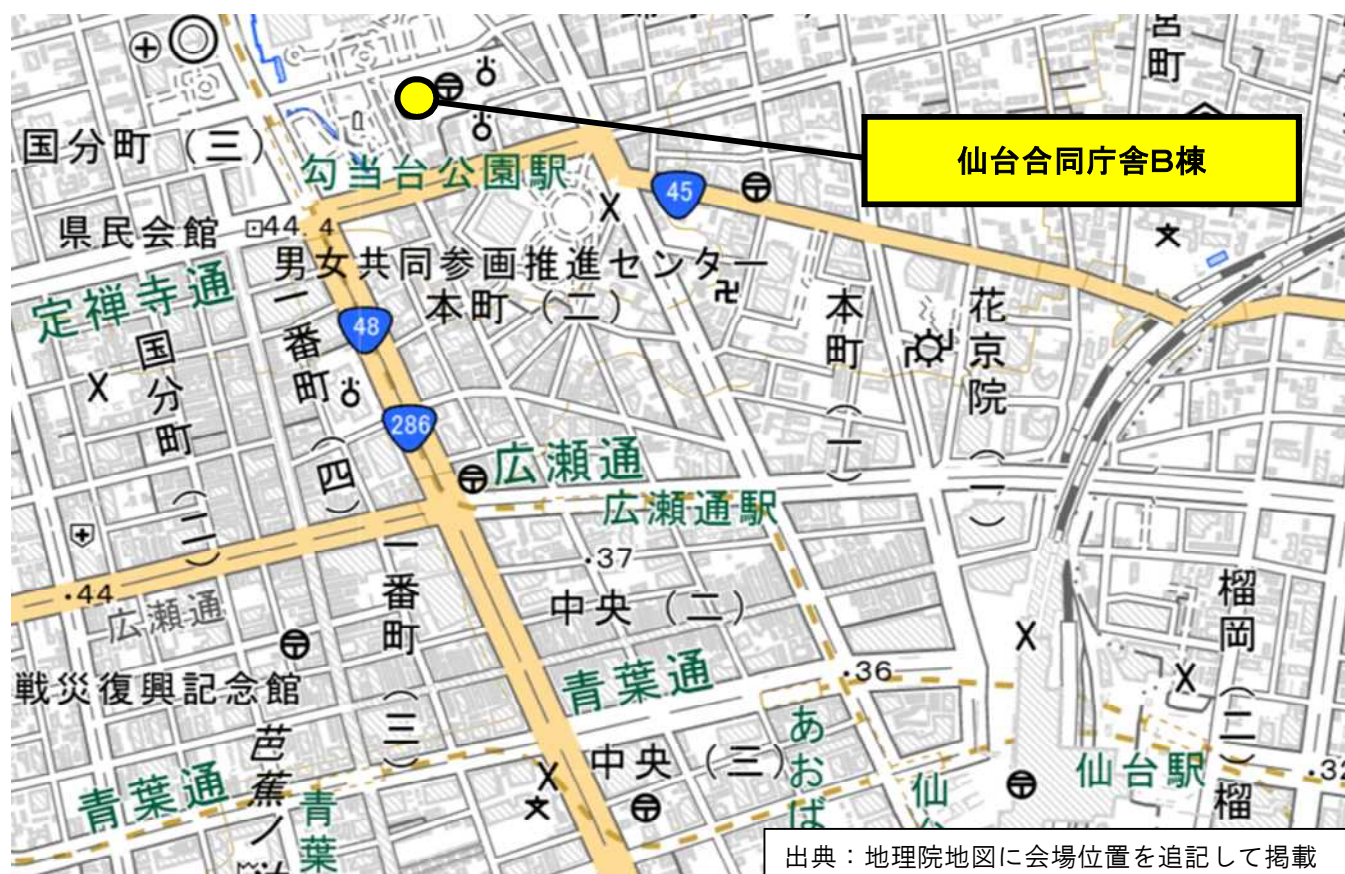 宮町
仙台合同庁舎B棟
国分町（三）
勾当台公園駅
45
県民会館
44.4
男女共同参画推進センター
定禅寺通
本町（二）
48
一番町（四）
国分町（二）
本町（一）
花京院（一）
286
広瀬通
広瀬通駅
37
44
広瀬通
中央（二）
一番町（三）
榴岡（二）
戦災復興記念館
青葉通
36
あおば
中央（三）
仙台駅
32
青葉通
芭蕉ノ
青葉
仙
榴
出典：地理院地図に会場位置を追記して掲載